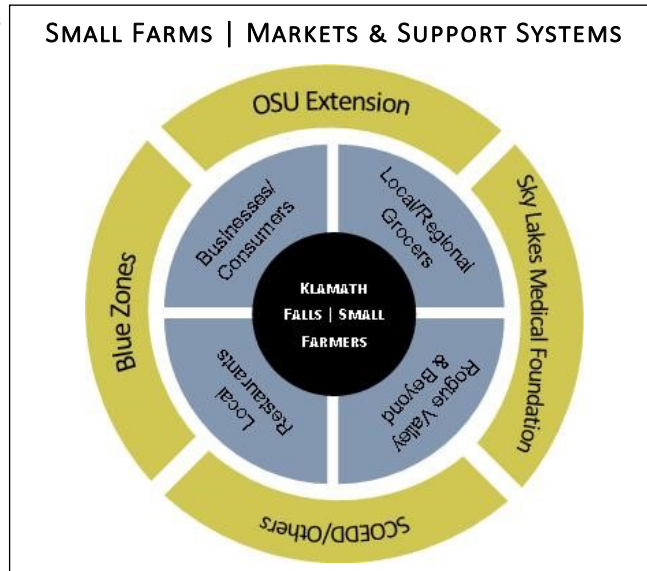 SMALL FARMS | MARKETS & SUPPORT SYSTEMS
OSU Extension
Blue Zones
Sky Lakes Medical Foundation
Businesses/
Consumers
Local/Regional
Grocers
KLAMATH
FALLS | SMALL
FARMERS
Local
Restaurants
Rogue Valley
& Beyond
SCOEDD/Others